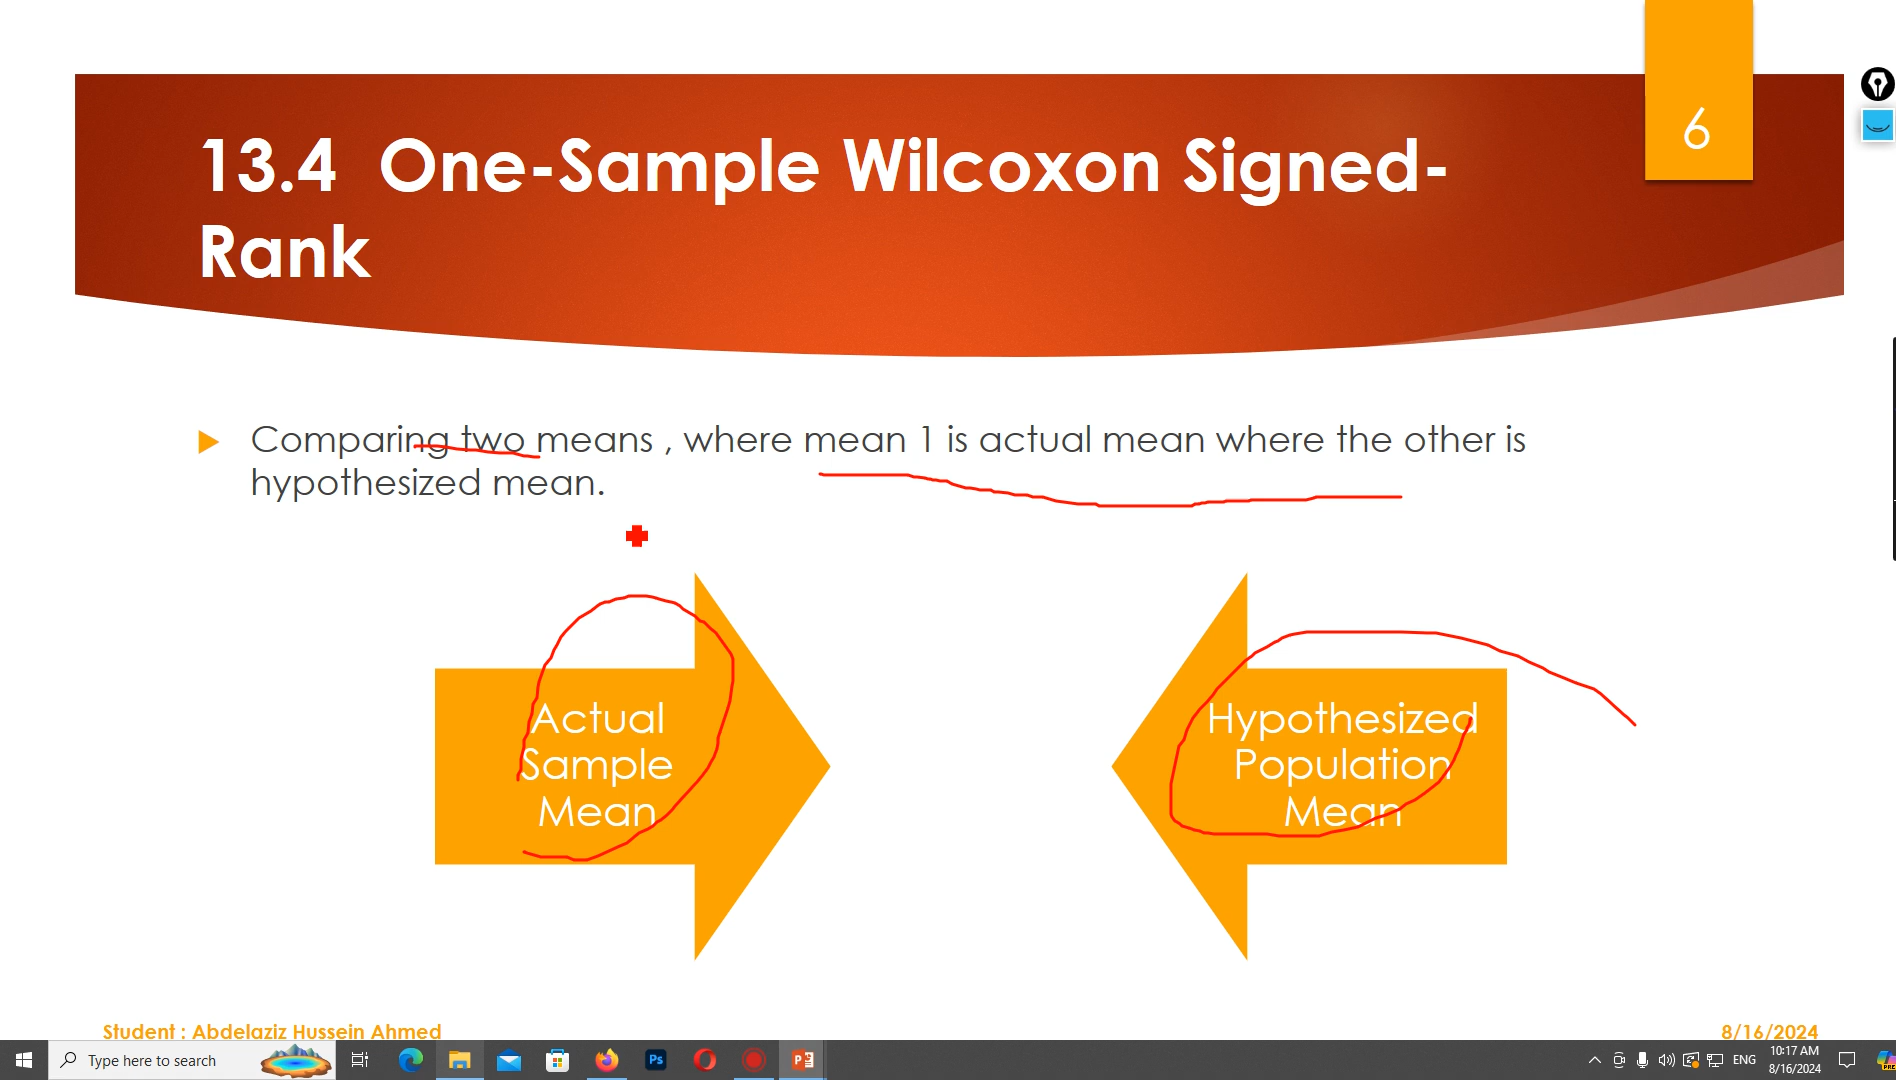 6
13.4 One-Sample Wilcoxon Signed-
Rank
Comparing two means , where mean 1 is actual mean where the other is
hypothesized mean.
Actual
Sample
Mean
Hypothesized
Population
Mean
Student : Abdelaziz Hussein Ahmed
8/16/2024
Type here to search
Ps
P
ENG
10:17 AM
8/16/2024
PRE